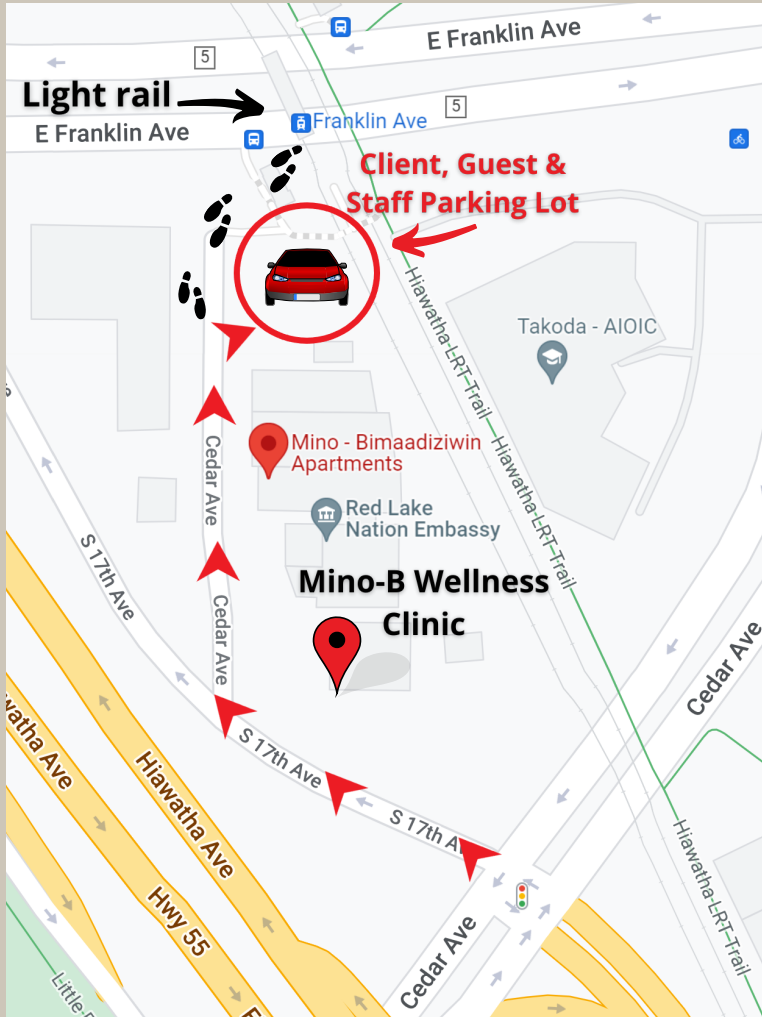 E Franklin Ave
5
Light rail
5
Franklin Ave
E Franklin Ave
Client, Guest &
Staff Parking Lot
Hiawatha LRT Trail
Takoda - AIOIC
Mino - Bimaadiziwin
Apartments
Cedar Ave
Hiawatha LRT Trail
Red Lake
Nation Embassy
S 17th Ave
Mino-B Wellness
Clinic
Cedar Ave
Cedar Ave
S 17th Ave
Hiawatha Ave
S 17th Ave
Hiawatha LRT Trail
Hwy 55
Cedar Ave